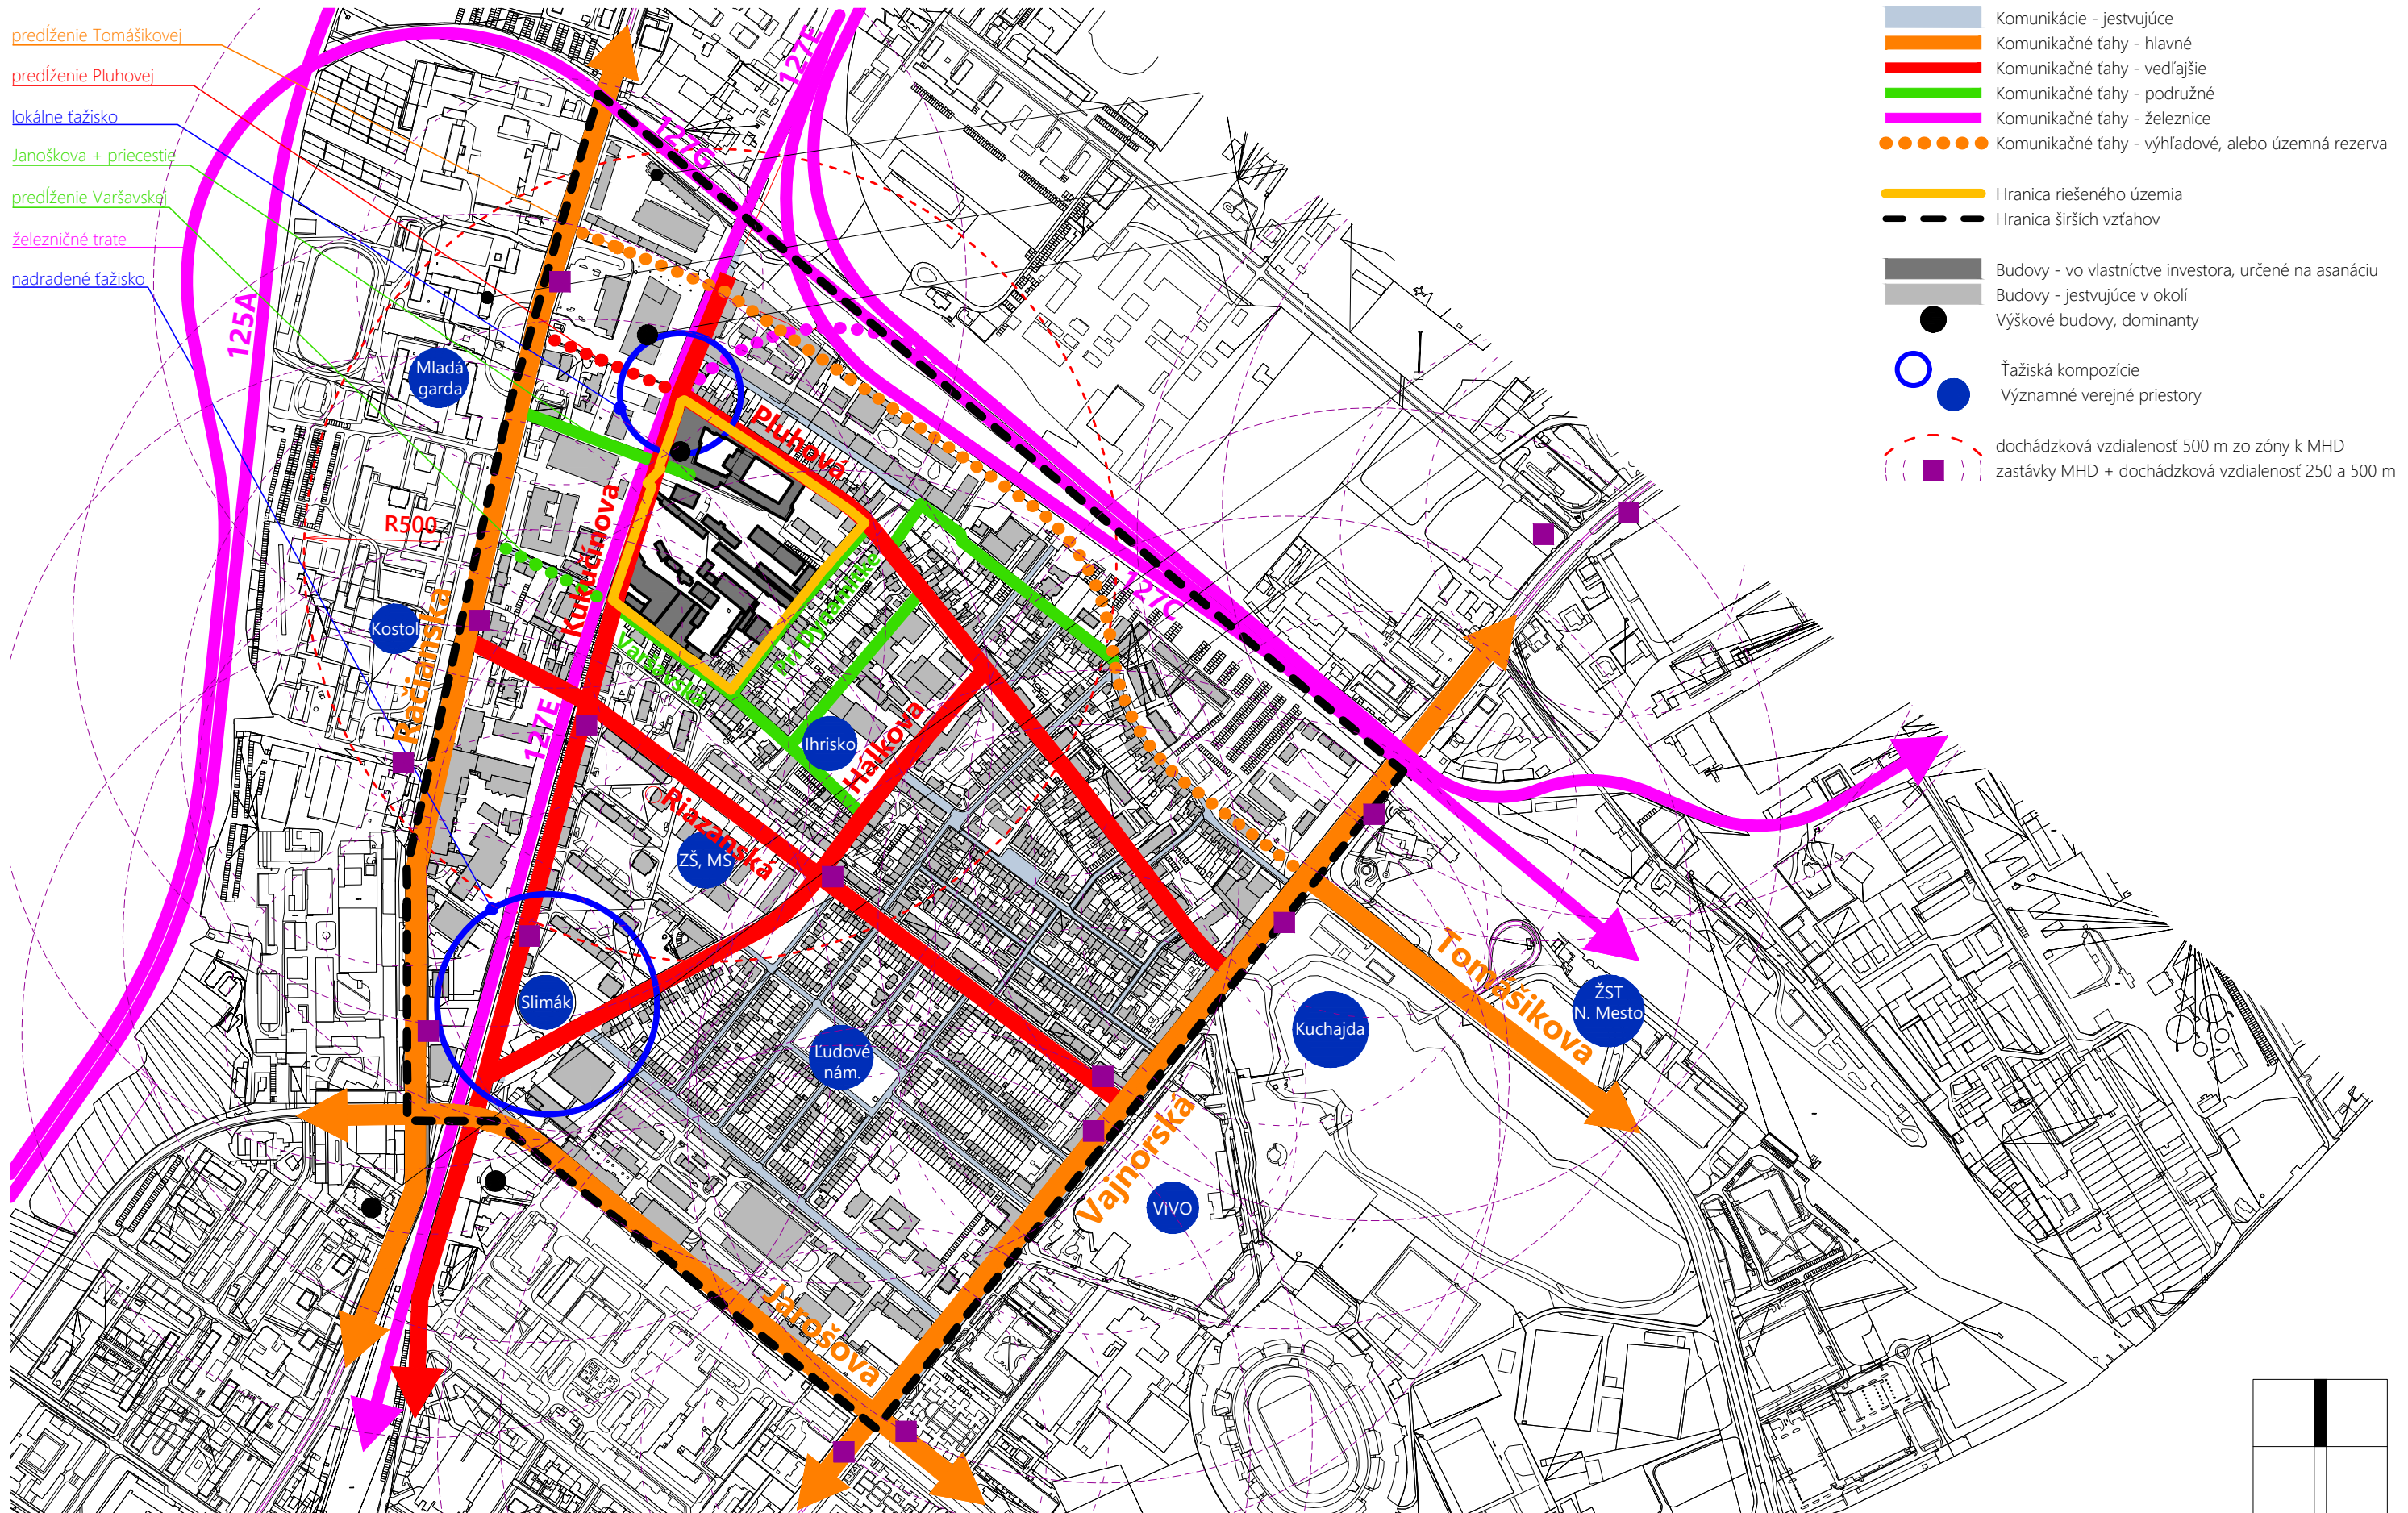 predĺženie Tomášikovej
predĺženie Pluhovej
lokálne ťažisko
Janoškova + priecestie
predĺženie Varšavskej
železničné trate
nadradené ťažisko
Komunikácie - jestvujúce
Komunikačné ťahy - hlavné
Komunikačné ťahy - vedľajšie
Komunikačné ťahy - podružné
Komunikačné ťahy - železnice
Komunikačné ťahy - výhľadové, alebo územná rezerva
Hranica riešeného územia
Hranica širších vzťahov
Budovy - vo vlastníctve investora, určené na asanáciu
Budovy - jestvujúce v okolí
Výškové budovy, dominanty
Ťažiská kompozície
Významné verejné priestory
dochádzková vzdialenosť 500 m zo zóny k MHD
zastávky MHD + dochádzková vzdialenosť 250 a 500 m
127E
127G
125A
Mladá
garda
Pluhová
R500
Kukučínova
Pri Dynamitke
127C
Kostol
Račianska
Varšavská
127E
Ihrisko
Hálkova
Riazanská
ZŠ, MŠ
Slimák
Ľudové
nám.
Kuchajda
Tomášikova
ŽST
N. Mesto
Vajnorská
ViVO
Jarošova